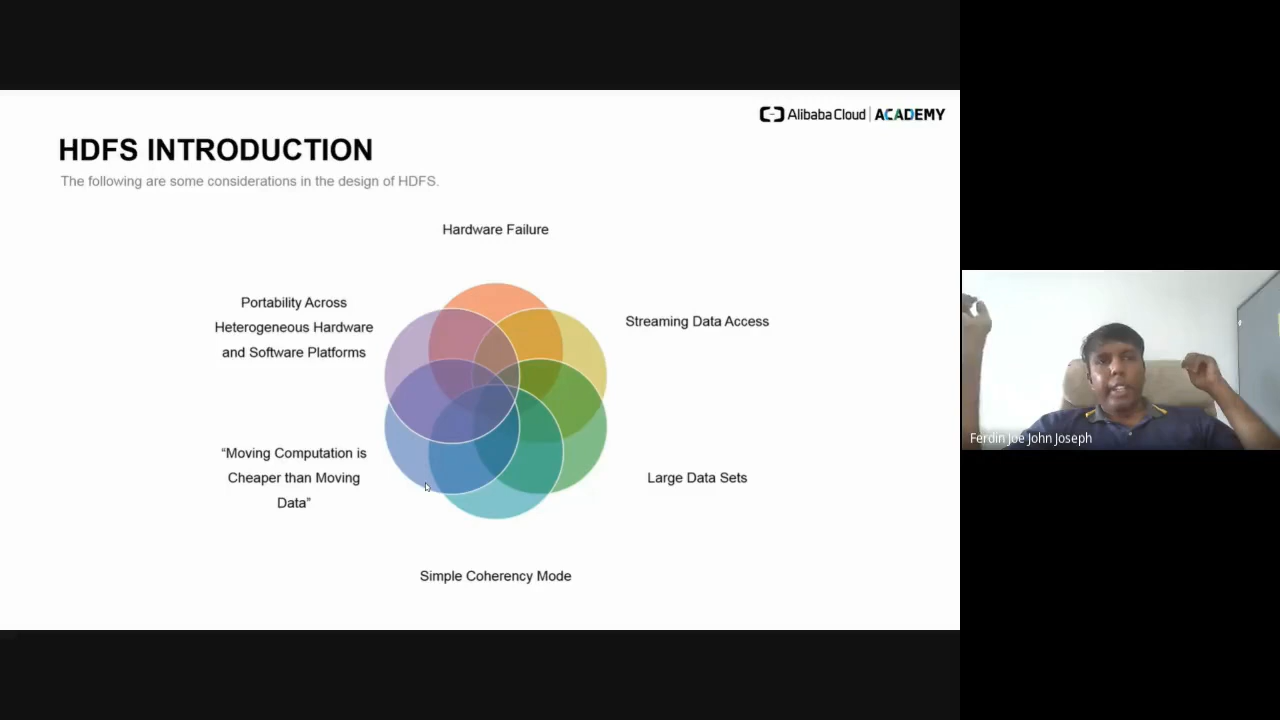 Alibaba Cloud | ACADEMY
HDFS INTRODUCTION
The following are some considerations in the design of HDFS.
Hardware Failure
Portability Across
Heterogeneous Hardware
and Software Platforms
Streaming Data Access
“Moving Computation is
Cheaper than Moving
Data”
Large Data Sets
Simple Coherency Mode
Ferdin Joe John Joseph